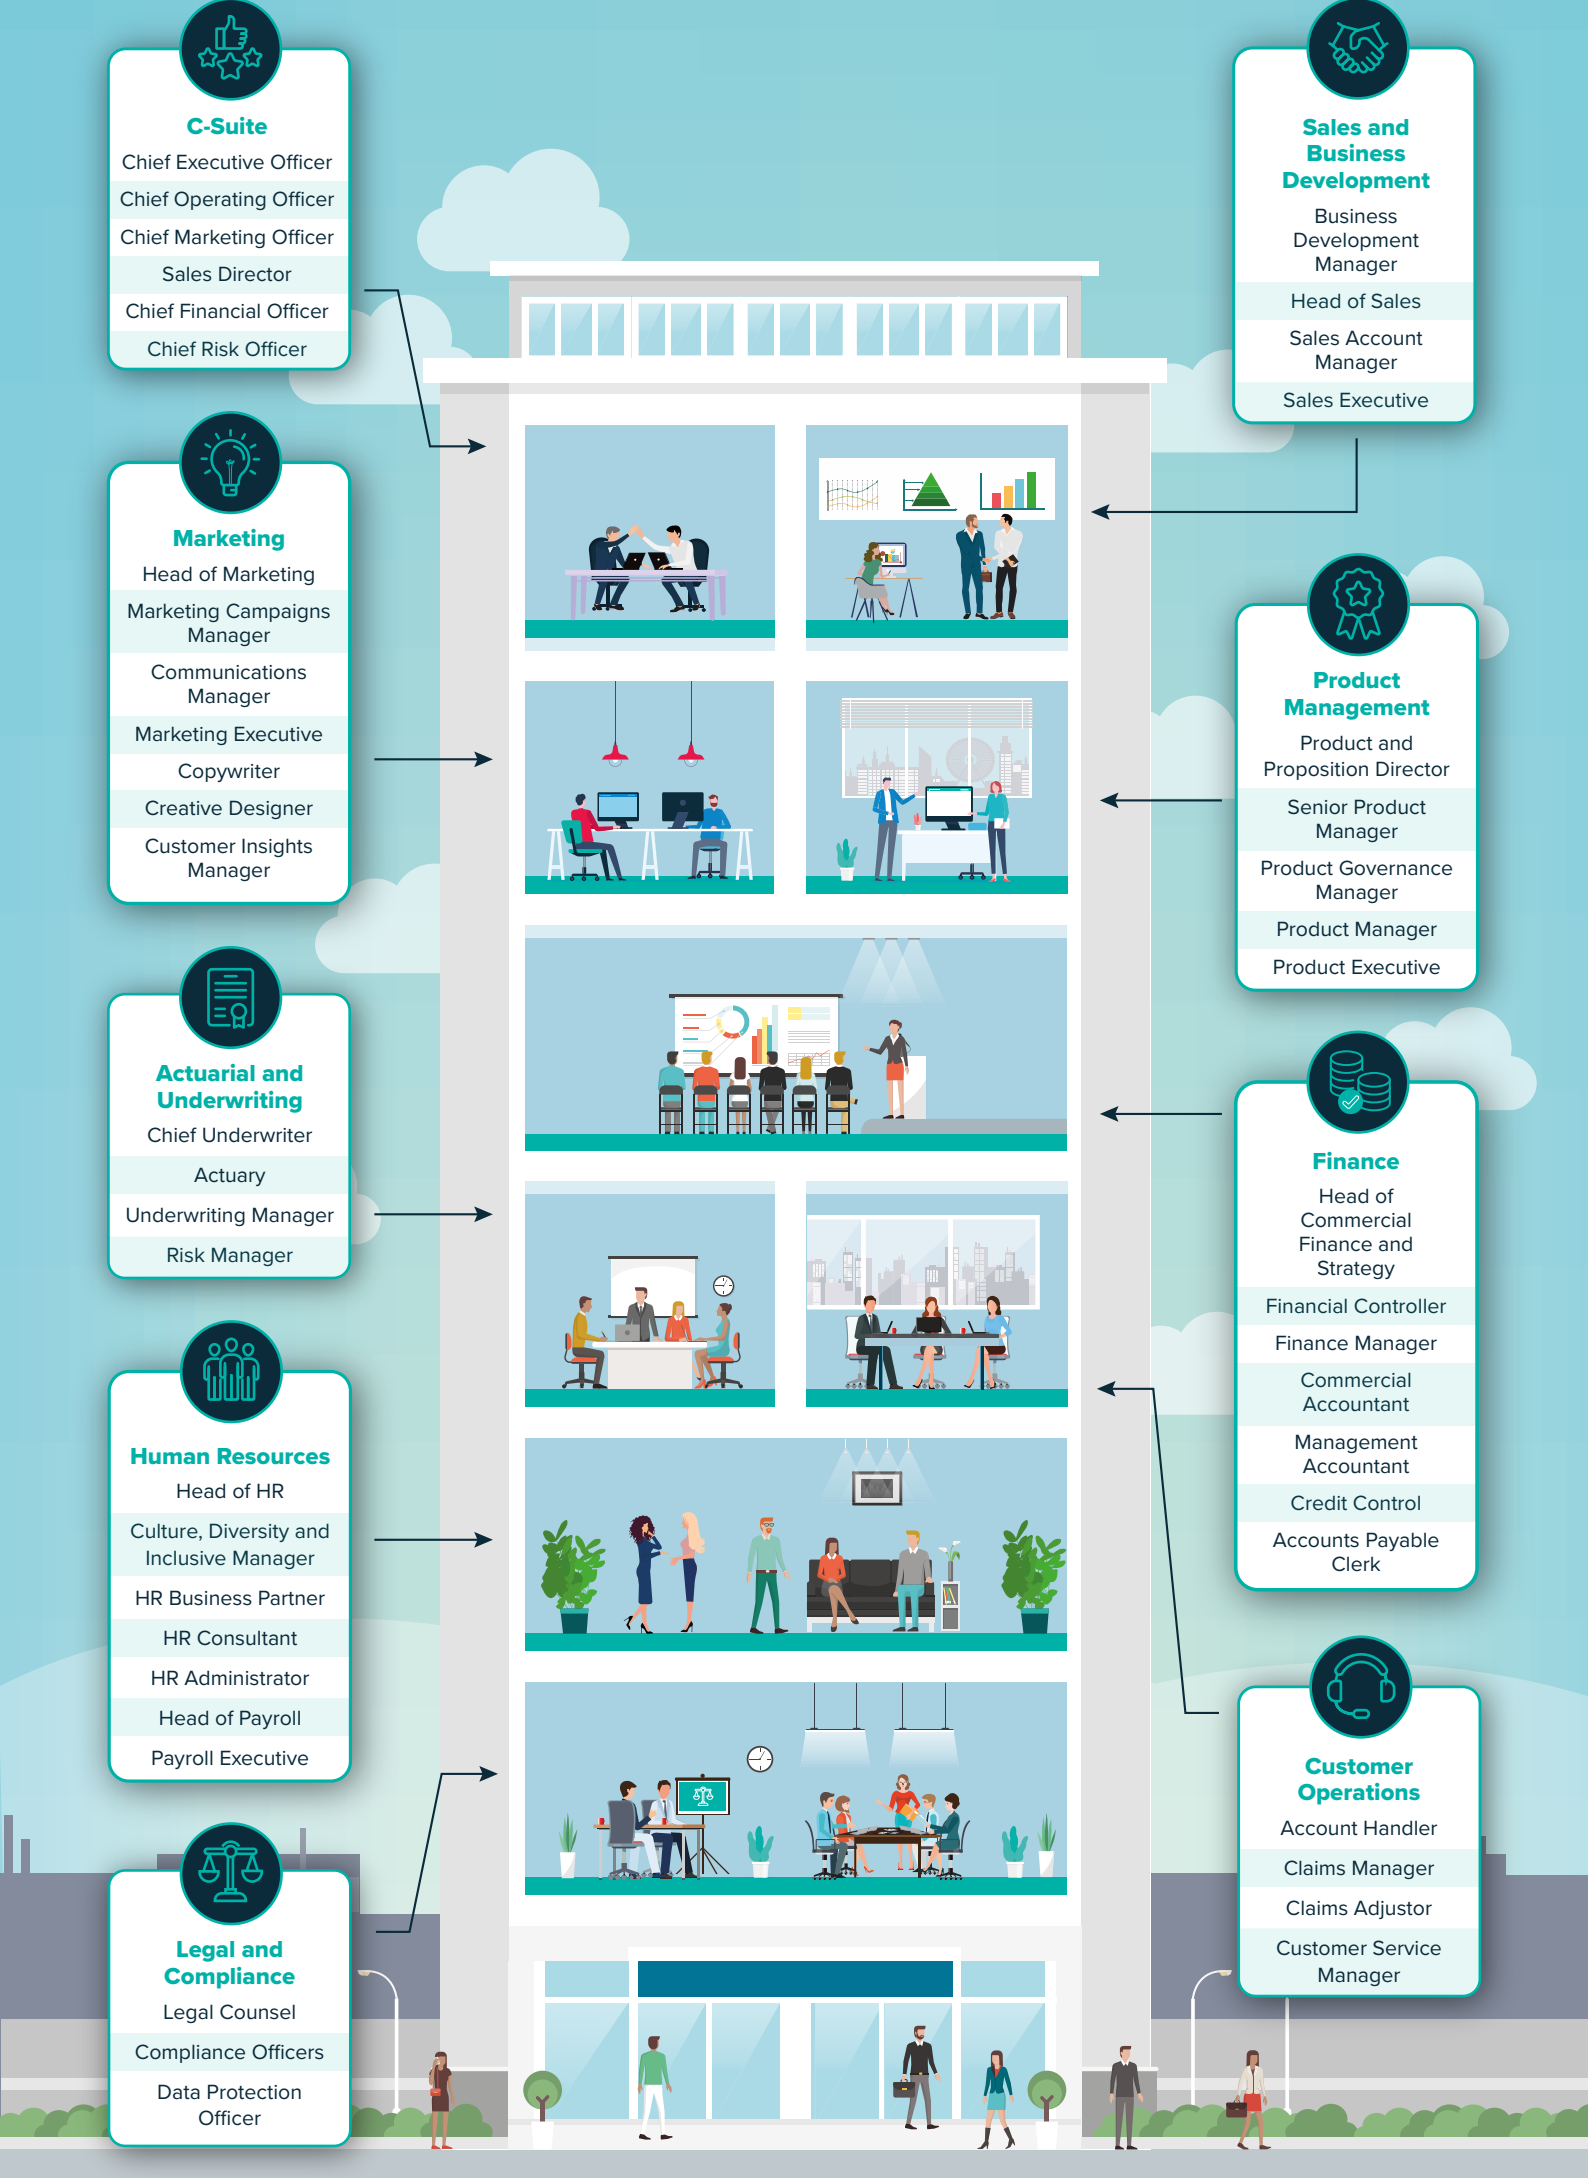 C-Suite
Chief Executive Officer
Chief Operating Officer
Chief Marketing Officer
Sales Director
Chief Financial Officer
Chief Risk Officer
Marketing
Head of Marketing
Marketing Campaigns
Manager
Communications
Manager
Marketing Executive
Copywriter
Creative Designer
Customer Insights
Manager
Actuarial and
Underwriting
Chief Underwriter
Actuary
Underwriting Manager
Risk Manager
Human Resources
Head of HR
Culture, Diversity and
Inclusive Manager
HR Business Partner
HR Consultant
HR Administrator
Head of Payroll
Payroll Executive
Legal and
Compliance
Legal Counsel
Compliance Officers
Data Protection
Officer
Sales and
Business
Development
Business
Development
Manager
Head of Sales
Sales Account
Manager
Sales Executive
Product
Management
Product and
Proposition Director
Senior Product
Manager
Product Governance
Manager
Product Manager
Product Executive
Finance
Head of
Commercial
Finance and
Strategy
Financial Controller
Finance Manager
Commercial
Accountant
Management
Accountant
Credit Control
Accounts Payable
Clerk
Customer
Operations
Account Handler
Claims Manager
Claims Adjustor
Customer Service
Manager